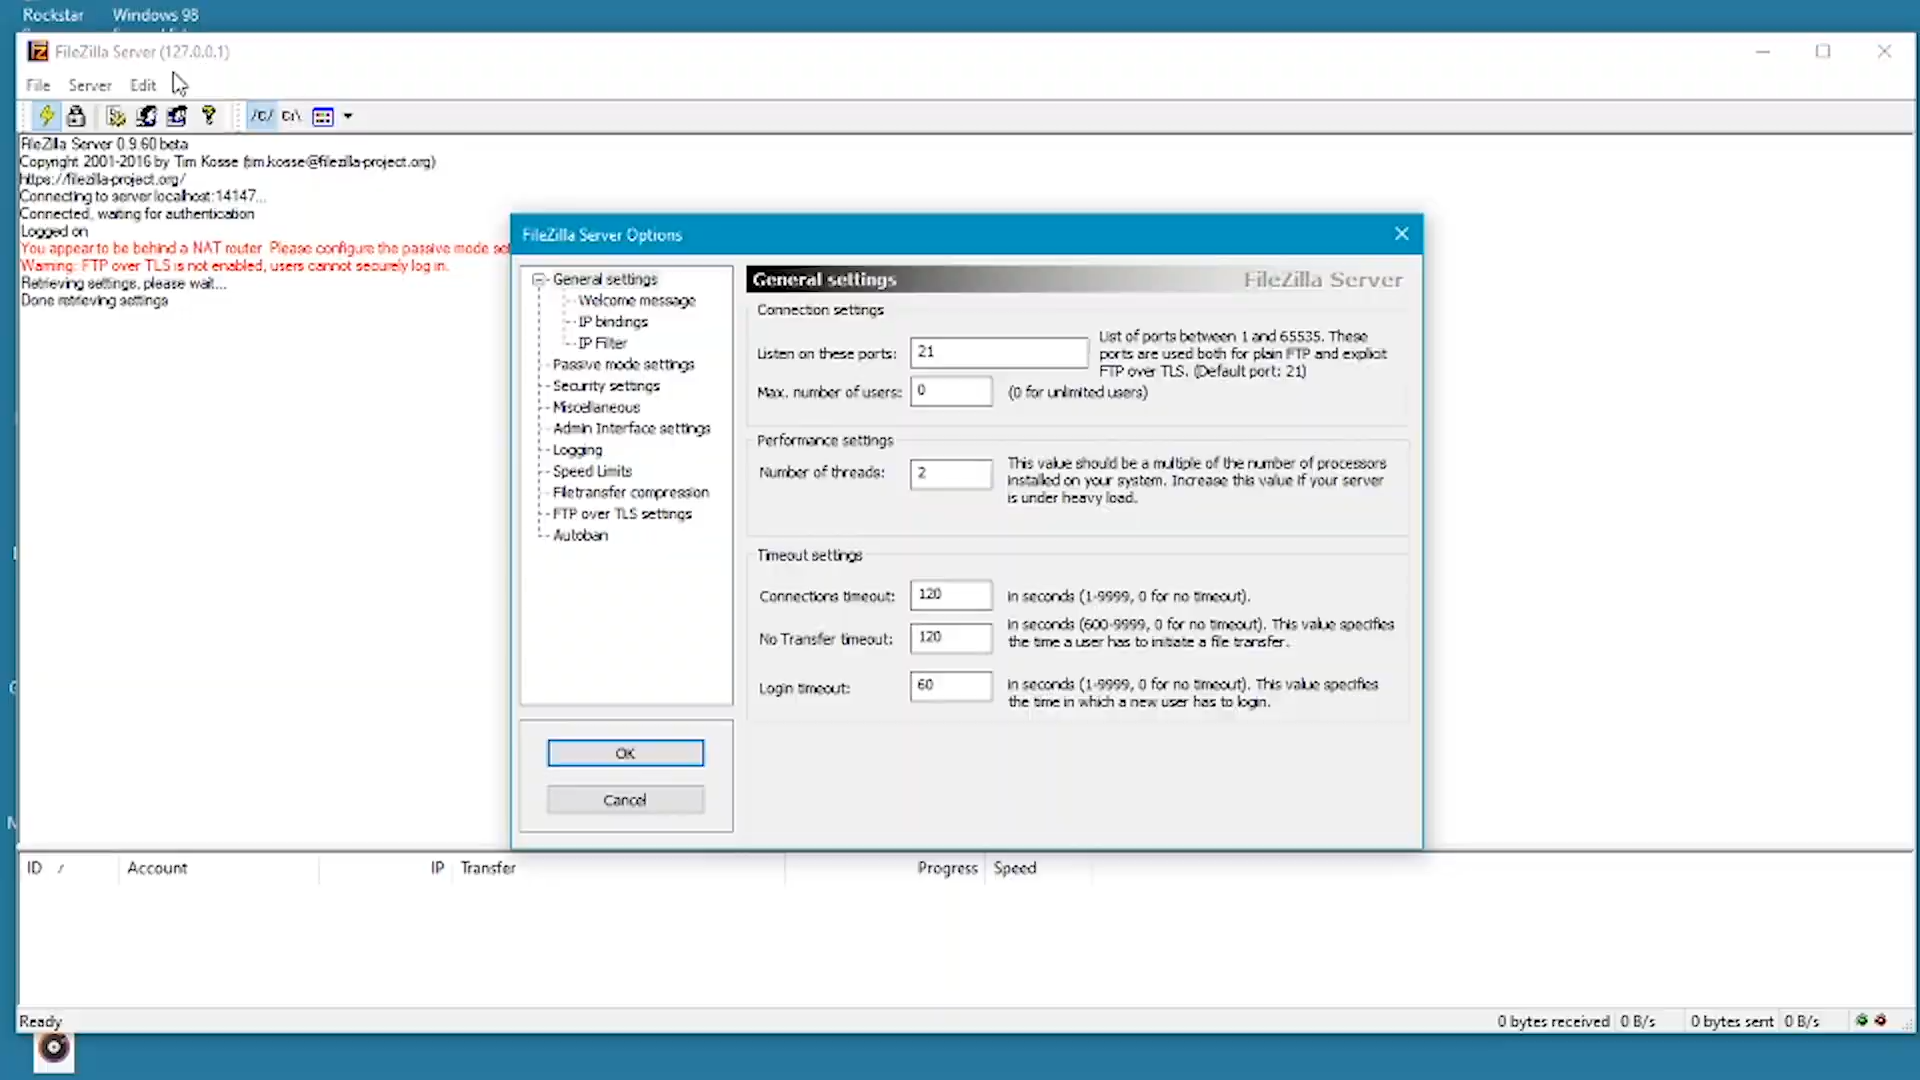 Rockstar
Windows 98
FileZilla Server (127.0.0.1)
File Server Edit
/C/ C:\
FileZilla Server 0.9.60 beta
Copyright 2001-2016 by Tim Kosse (tim.kosse@filezilla-project.org)
https://filezilla-project.org/
Connecting to server localhost:14147...
Connected, waiting for authentication
Logged on
You appear to be behind a NAT router. Please configure the passive mode set
Warning: FTP over TLS is not enabled, users cannot securely log in.
Retrieving settings, please wait...
Done retrieving settings
FileZilla Server Options
General settings
Welcome message
IP bindings
IP Filter
Passive mode settings
Security settings
Miscellaneous
Admin Interface settings
Logging
Speed Limits
Filetransfer compression
FTP over TLS settings
Autoban
OK
Cancel
General settings
FileZilla Server
Connection settings
Listen on these ports: 21
List of ports between 1 and 65535. These
ports are used both for plain FTP and explicit
FTP over TLS. (Default port: 21)
Max. number of users: 0 (0 for unlimited users)
Performance settings
Number of threads: 2
This value should be a multiple of the number of processors
installed on your system. Increase this value if your server
is under heavy load.
Timeout settings
Connections timeout: 120 in seconds (1-9999, 0 for no timeout).
No Transfer timeout: 120
in seconds (600-9999, 0 for no timeout). This value specifies
the time a user has to initiate a file transfer.
Login timeout: 60
in seconds (1-9999, 0 for no timeout). This value specifies
the time in which a new user has to login.
ID / Account IP Transfer Progress Speed
Ready
0 bytes received 0 B/s 0 bytes sent 0 B/s